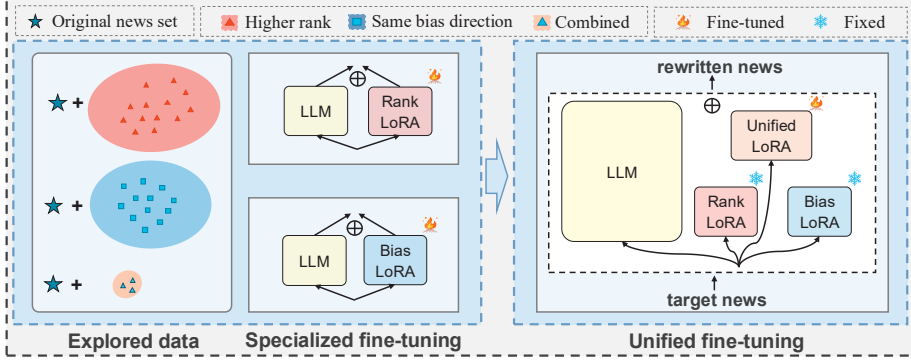 Original news set
Higher rank
Same bias direction
Combined
Fine-tuned
Fixed
LLM
Rank
LoRA
LLM
Bias
LoRA
Explored data
Specialized fine-tuning
rewritten news
LLM
Unified
LoRA
Rank
LoRA
Bias
LoRA
target news
Unified fine-tuning